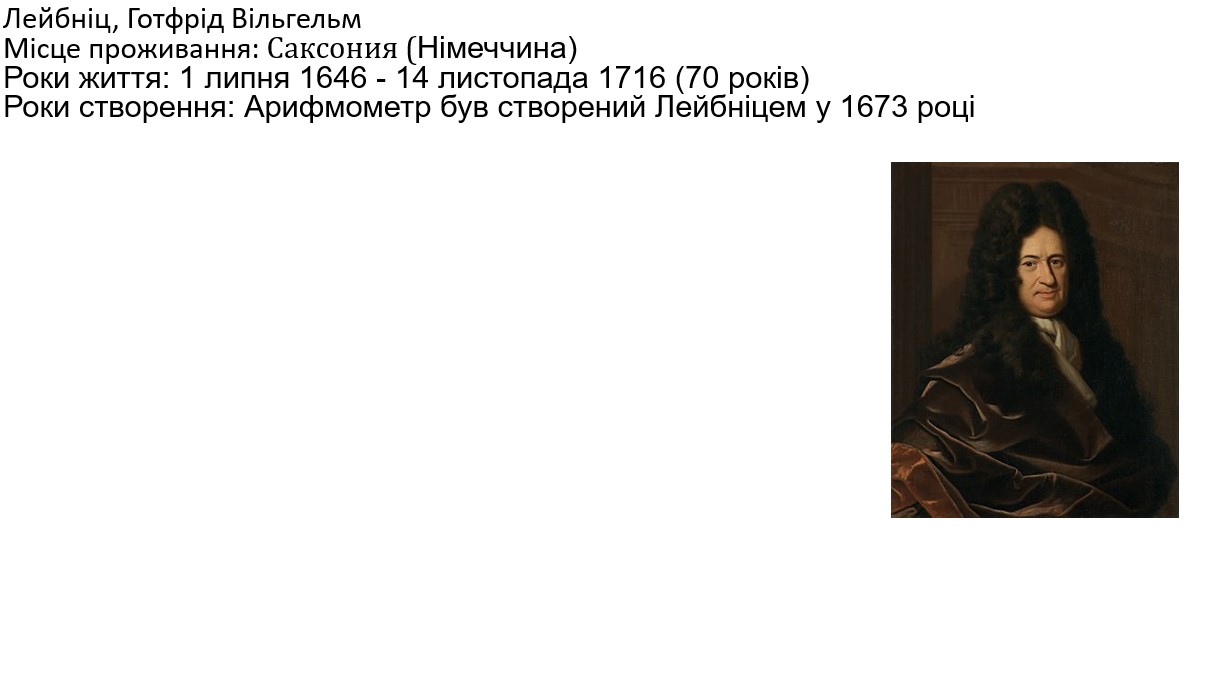 Лейбніц, Готфрід Вільгельм
Місце проживання: Саксония (Німеччина)
Роки життя: 1 липня 1646 - 14 листопада 1716 (70 років)
Роки створення: Арифмометр був створений Лейбніцем у 1673 році